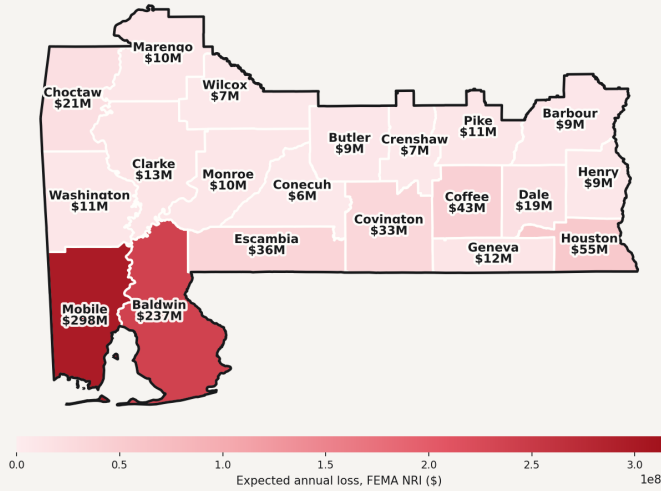 Marengo
$10M
Choctaw
$21M
Wilcox
$7M
Barbour
$9M
Pike
$11M
Butler
$9M
Crenshaw
$7M
Clarke
$13M
Monroe
$10M
Henry
$9M
Conecuh
$6M
Washington
$11M
Coffee
$43M
Dale
$19M
Covington
$33M
Escambia
$36M
Geneva
$12M
Houston
$55M
Mobile
$298M
Baldwin
$237M
0.0 0.5 1.0 1.5 2.0 2.5 3.0
1e8
Expected annual loss, FEMA NRI ($)